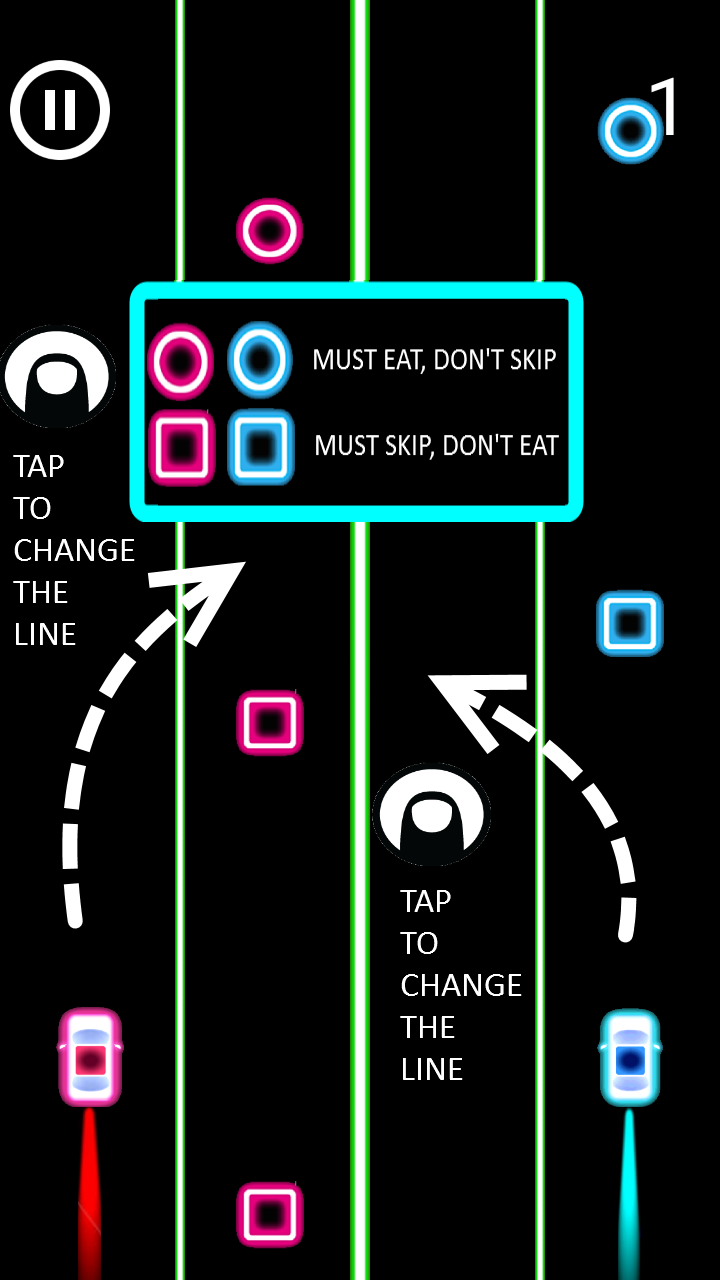 1
MUST EAT, DON'T SKIP
MUST SKIP, DON'T EAT
TAP
TO
CHANGE
THE
LINE
TAP
TO
CHANGE
THE
LINE